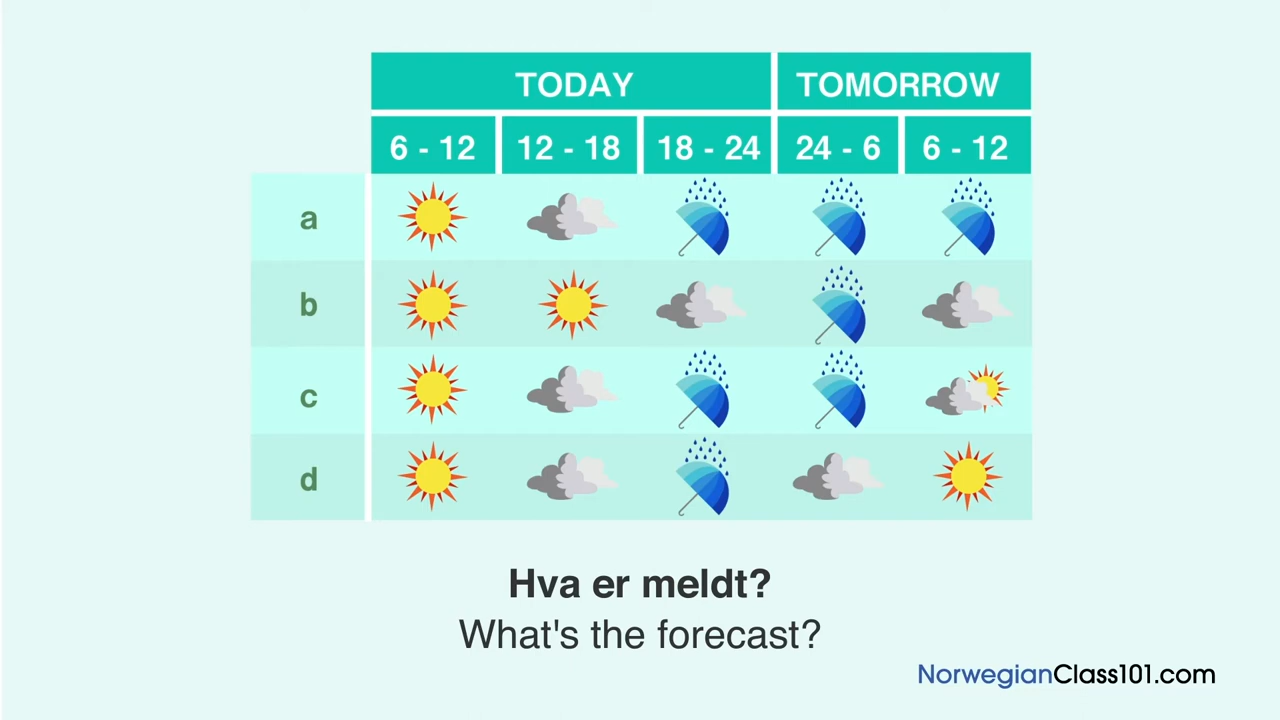 TODAY TOMORROW
6 - 12 12 - 18 18 - 24 24 - 6 6 - 12
a
b
c
d
Hva er meldt?
What's the forecast?
NorwegianClass101.com